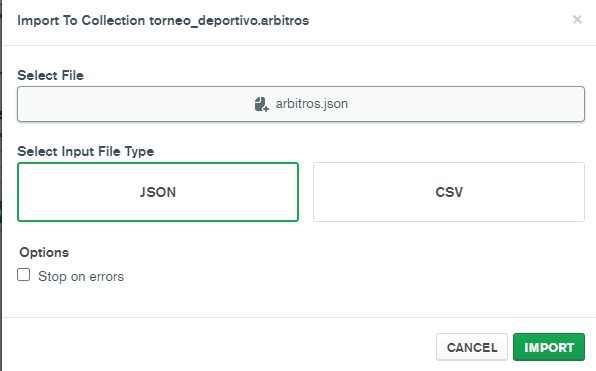 Import To Collection torneo_deportivo.arbitros
Select File
arbitros.json
Select Input File Type
JSON
CSV
Options
Stop on errors
CANCEL
IMPORT